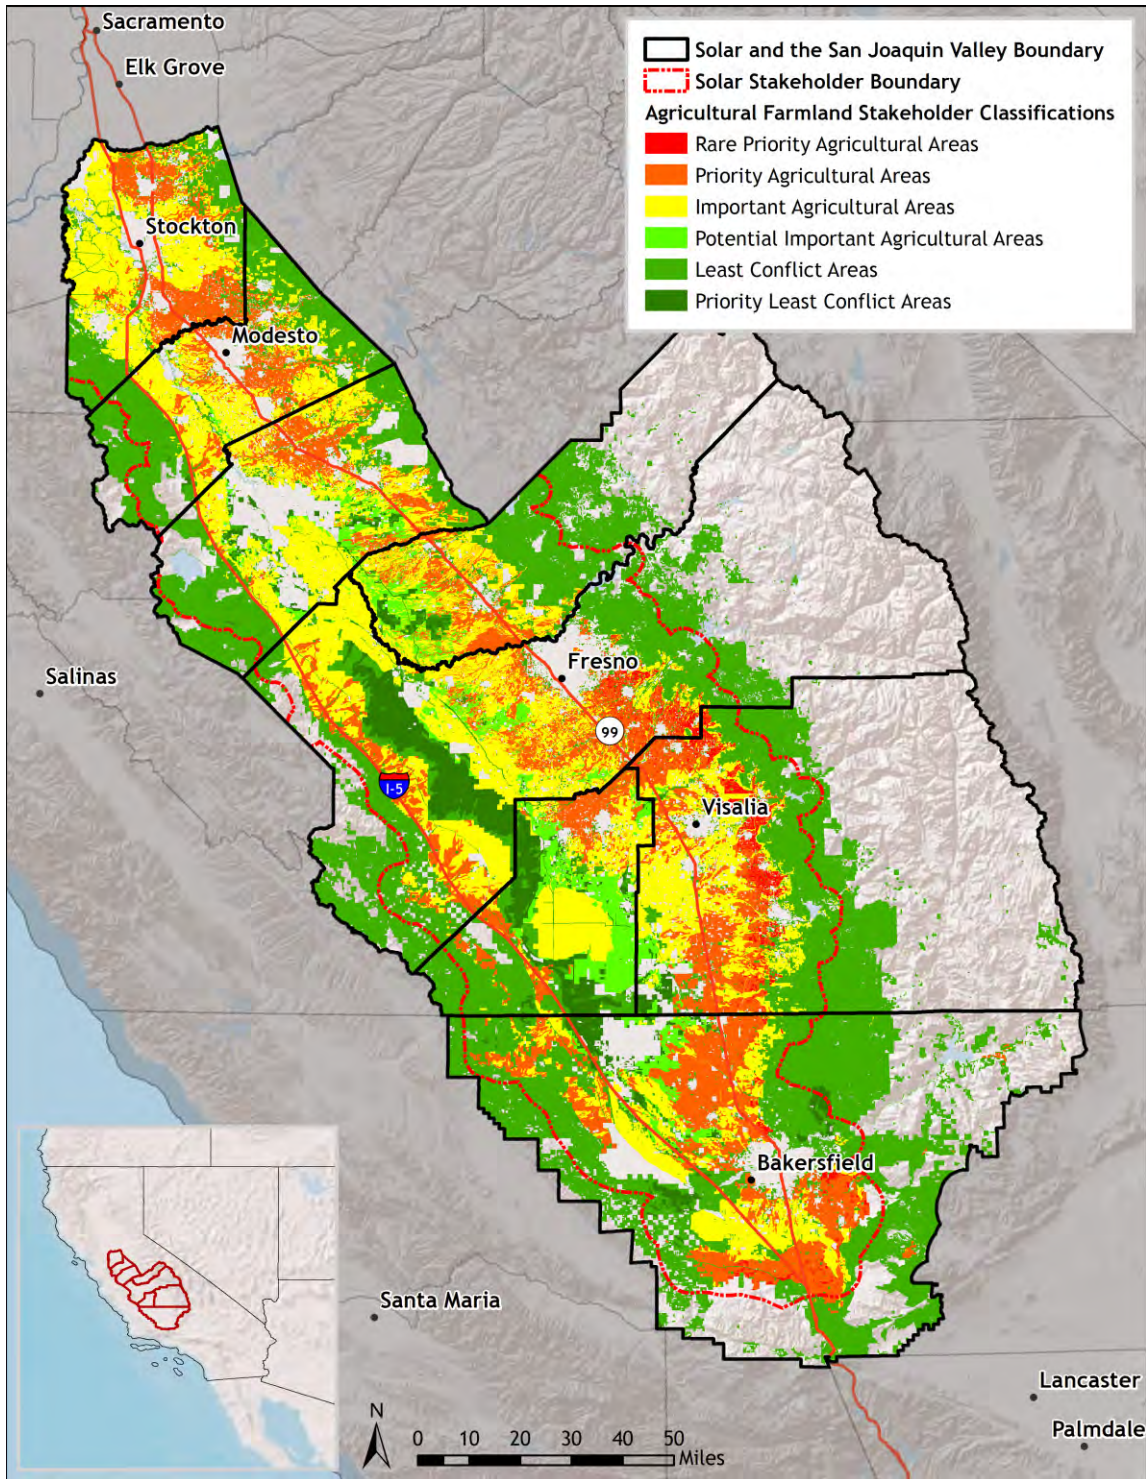 Sacramento
Elk Grove
Solar and the San Joaquin Valley Boundary
Solar Stakeholder Boundary
Agricultural Farmland Stakeholder Classifications
Rare Priority Agricultural Areas
Priority Agricultural Areas
Important Agricultural Areas
Potential Important Agricultural Areas
Least Conflict Areas
Priority Least Conflict Areas
Stockton
Modesto
Salinas
Fresno
99
I-5
Visalia
Bakersfield
Santa Maria
Lancaster
Palmdale
N
0 10 20 30 40 50
Miles